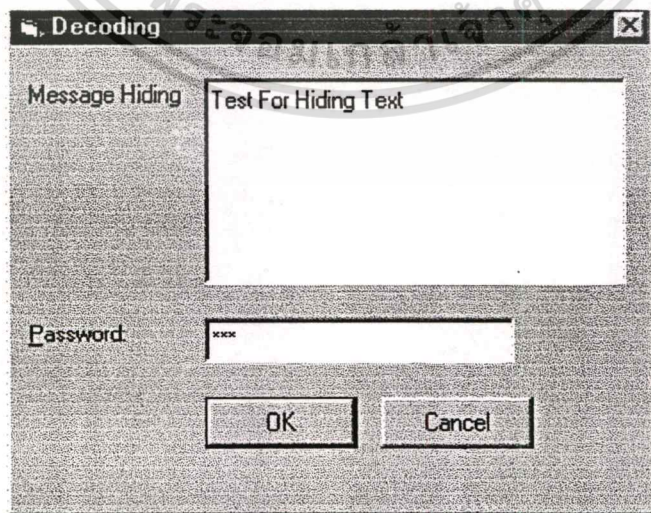 Decoding
Message Hiding
Test For Hiding Text
Password:
***
OK
Cancel